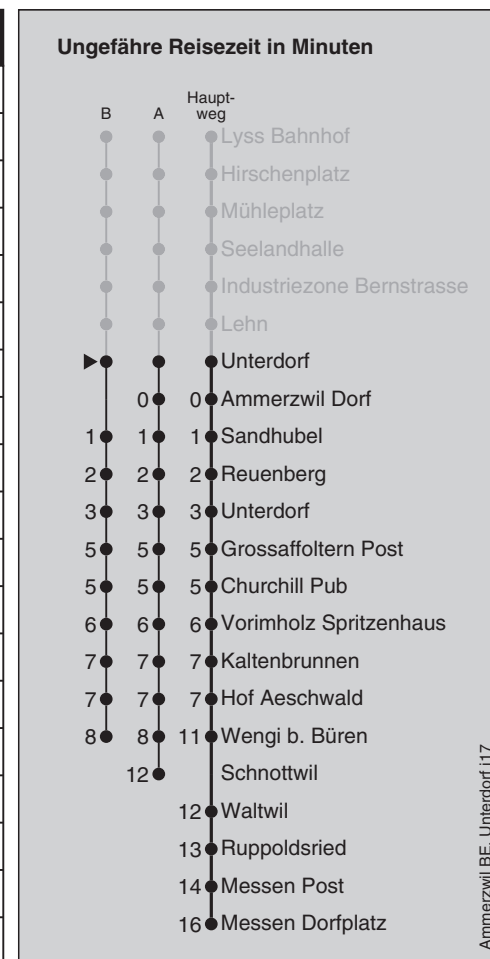 Ungefähre Reisezeit in Minuten
B A Haupt-
weg
Lyss Bahnhof
Hirschenplatz
Mühleplatz
Seelandhalle
Industriezone Bernstrasse
Lehn
Unterdorf
0 0 Ammerzwil Dorf
1 1 1 Sandhubel
2 2 2 Reuenberg
3 3 3 Unterdorf
5 5 5 Grossaffoltern Post
5 5 5 Churchill Pub
6 6 6 Vorimholz Spritzenhaus
7 7 7 Kaltenbrunnen
7 7 7 Hof Aeschwald
8 8 11 Wengi b. Büren
12 Schnottwil
12 Waltwil
13 Ruppoldsried
14 Messen Post
16 Messen Dorfplatz
Ammerzwil BE, Unterdorf j17